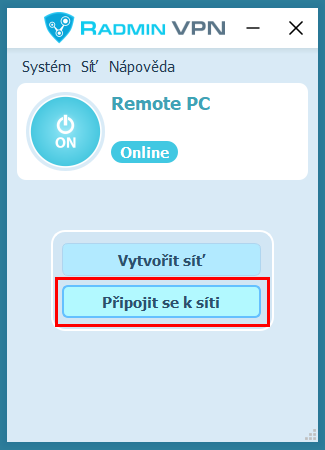 RADMIN VPN
Systém Síť Nápověda
Remote PC
ON
Online
Vytvořit síť
Připojit se k síti